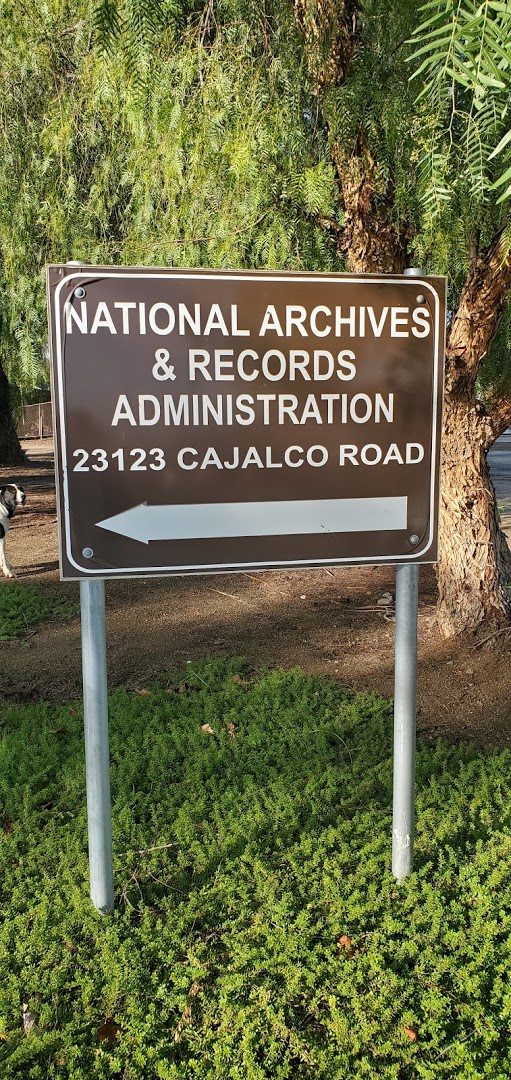 NATIONAL ARCHIVES
& RECORDS
ADMINISTRATION
23123 CAJALCO ROAD